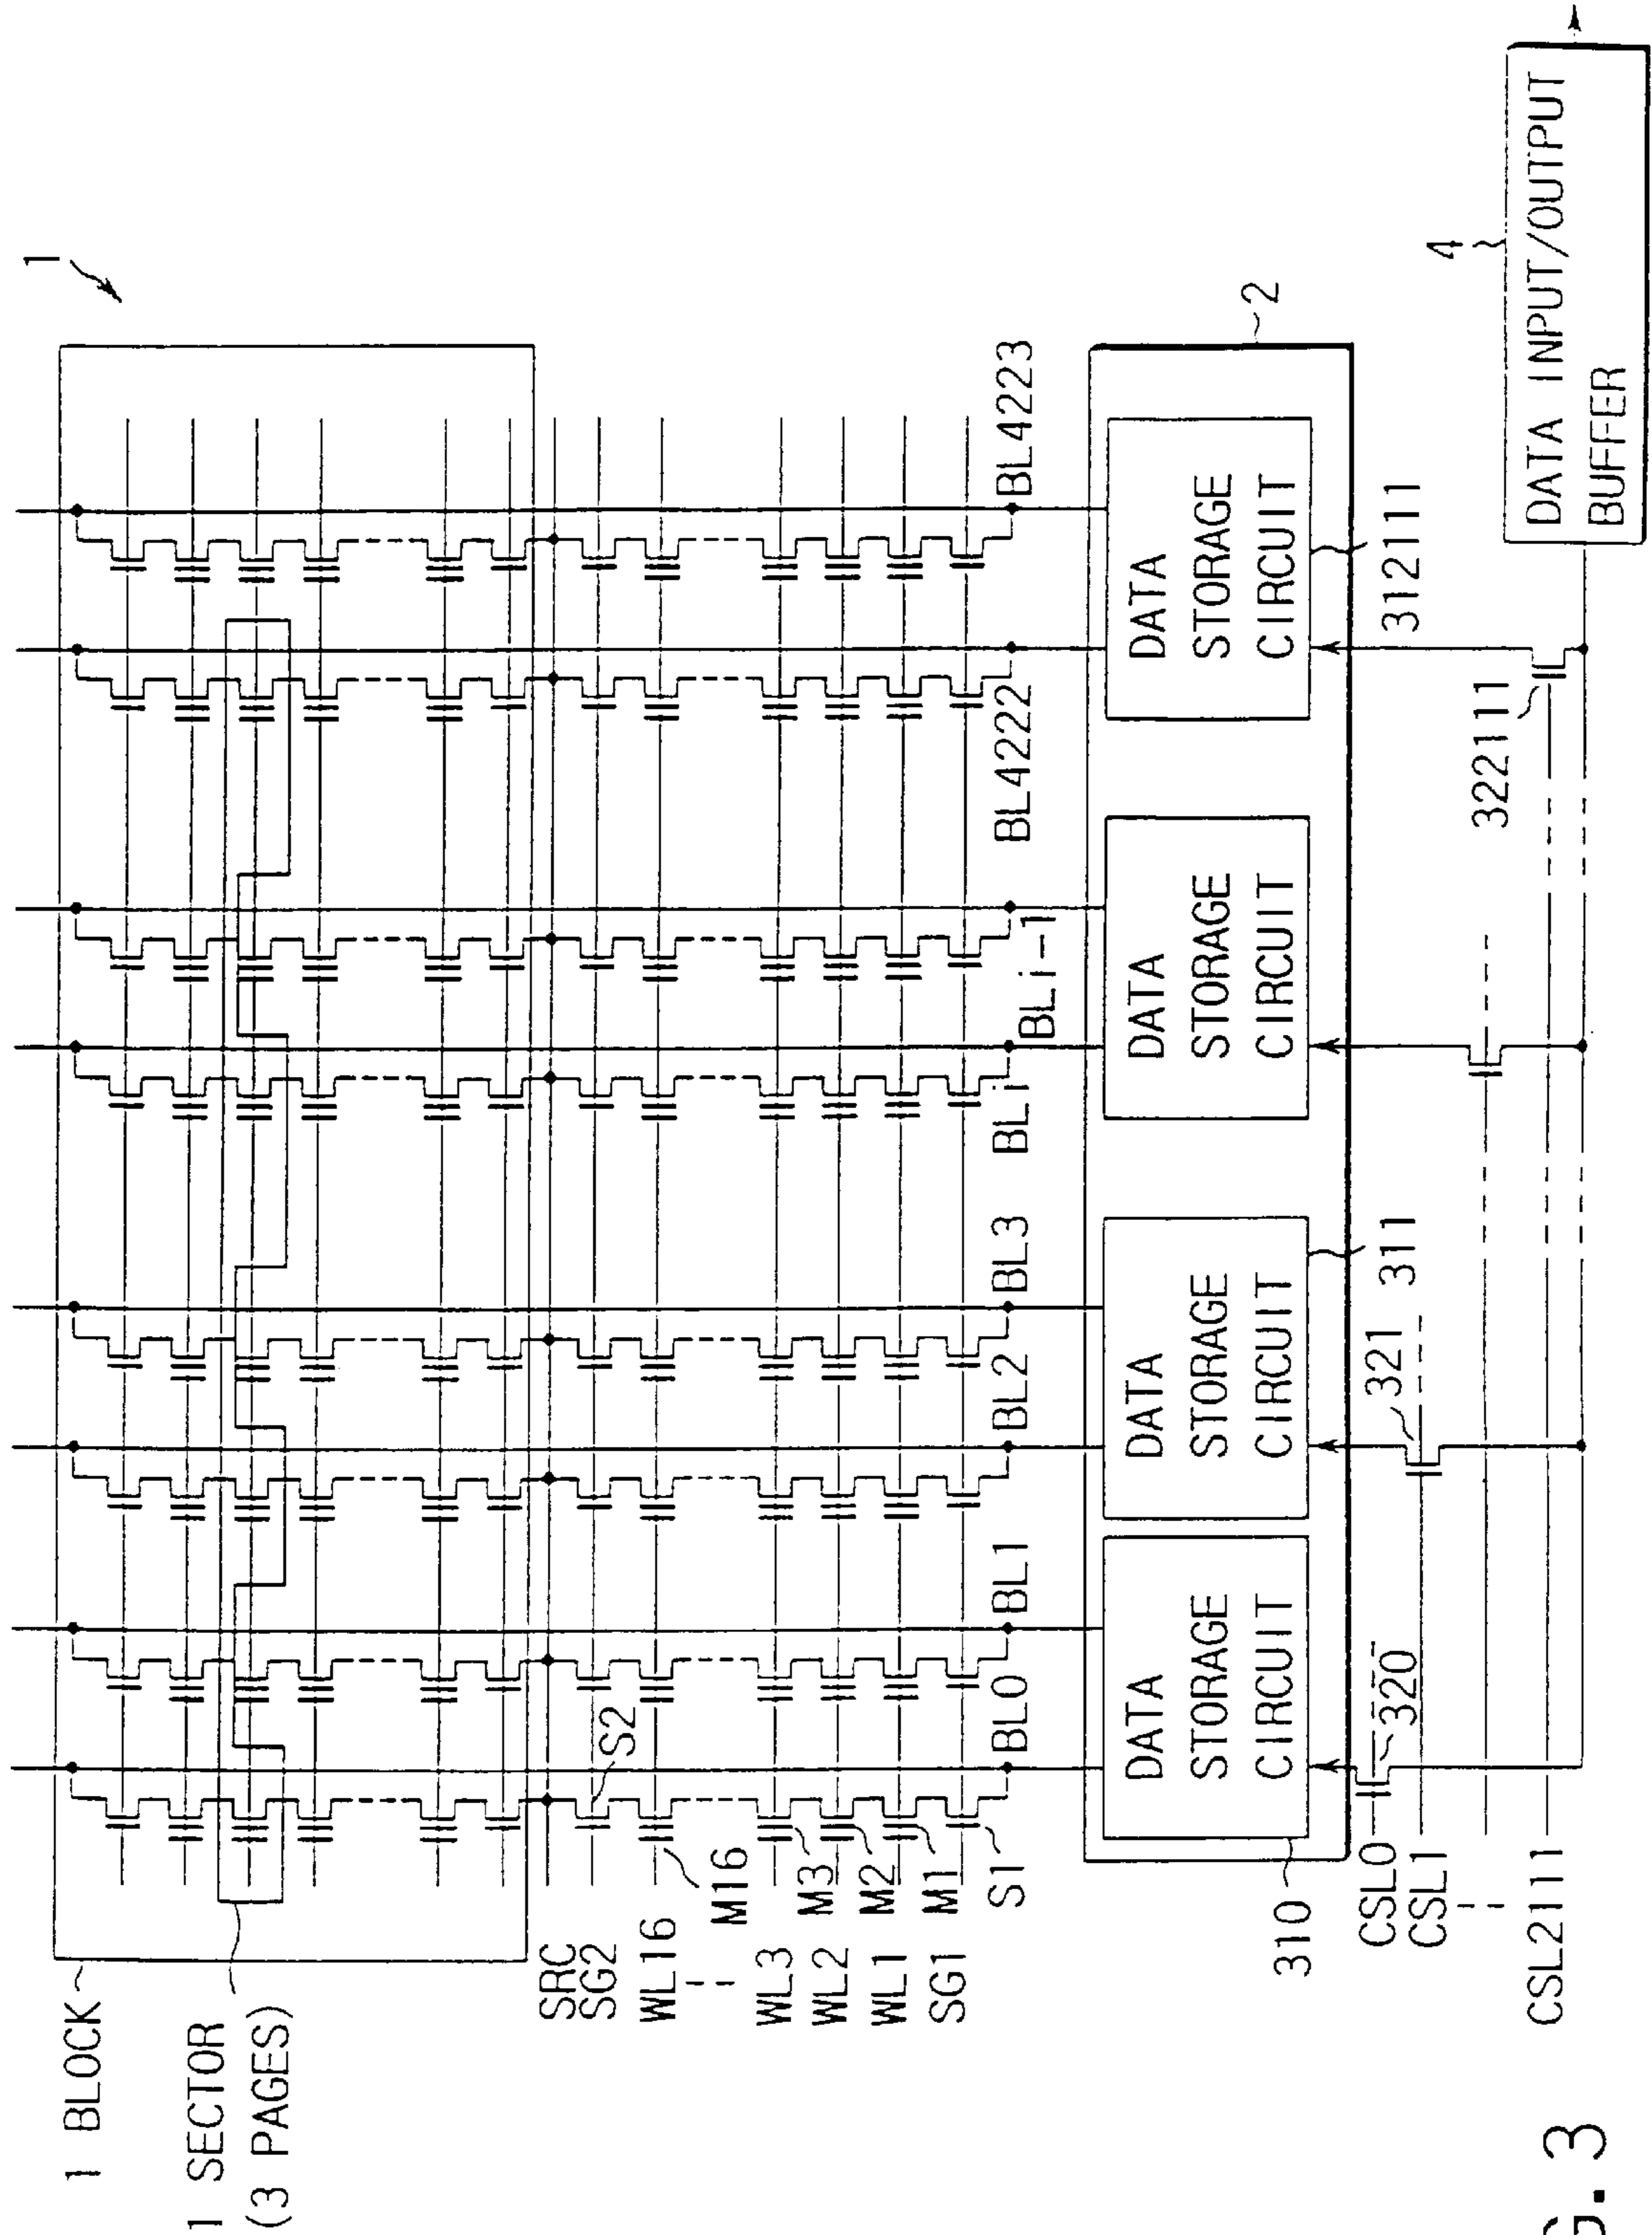 1
1 BLOCK
1 SECTOR
(3 PAGES)
SRC
SG2
WL16
WL3
WL2
WL1
SG1
S2
M16
M3
M2
M1
S1
BL0
BL1
BL2
BL3
BLi
BLi-1
BL4222
BL4223
2
DATA
STORAGE
CIRCUIT
DATA
STORAGE
CIRCUIT
DATA
STORAGE
CIRCUIT
DATA
STORAGE
CIRCUIT
310
311
312111
320
321
322111
CSL0
CSL1
CSL2111
4
DATA INPUT/OUTPUT
BUFFER
G. 3